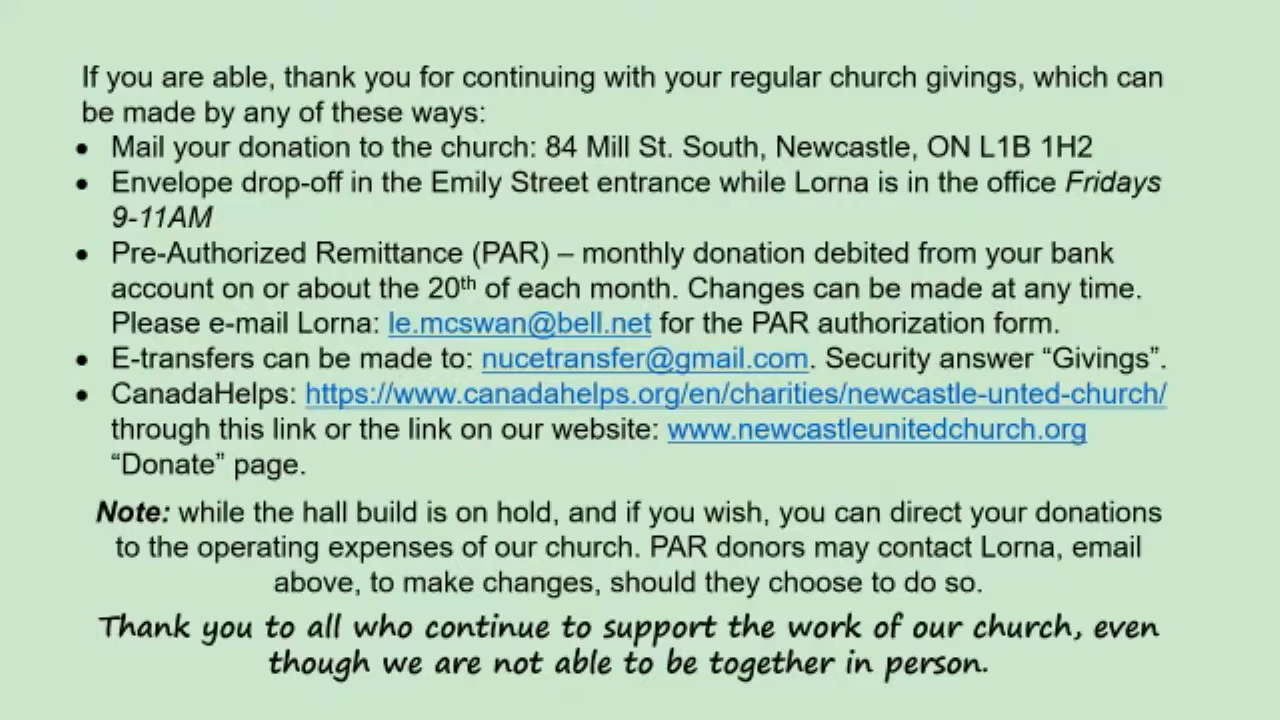 If you are able, thank you for continuing with your regular church givings, which can
be made by any of these ways:
• Mail your donation to the church: 84 Mill St. South, Newcastle, ON L1B 1H2
• Envelope drop-off in the Emily Street entrance while Lorna is in the office Fridays
9-11AM
• Pre-Authorized Remittance (PAR) – monthly donation debited from your bank
account on or about the 20th of each month. Changes can be made at any time.
Please e-mail Lorna: le.mcswan@bell.net for the PAR authorization form.
• E-transfers can be made to: nucetransfer@gmail.com. Security answer “Givings”.
• CanadaHelps: https://www.canadahelps.org/en/charities/newcastle-unted-church/
through this link or the link on our website: www.newcastleunitedchurch.org
“Donate” page.
Note: while the hall build is on hold, and if you wish, you can direct your donations
to the operating expenses of our church. PAR donors may contact Lorna, email
above, to make changes, should they choose to do so.
Thank you to all who continue to support the work of our church, even
though we are not able to be together in person.